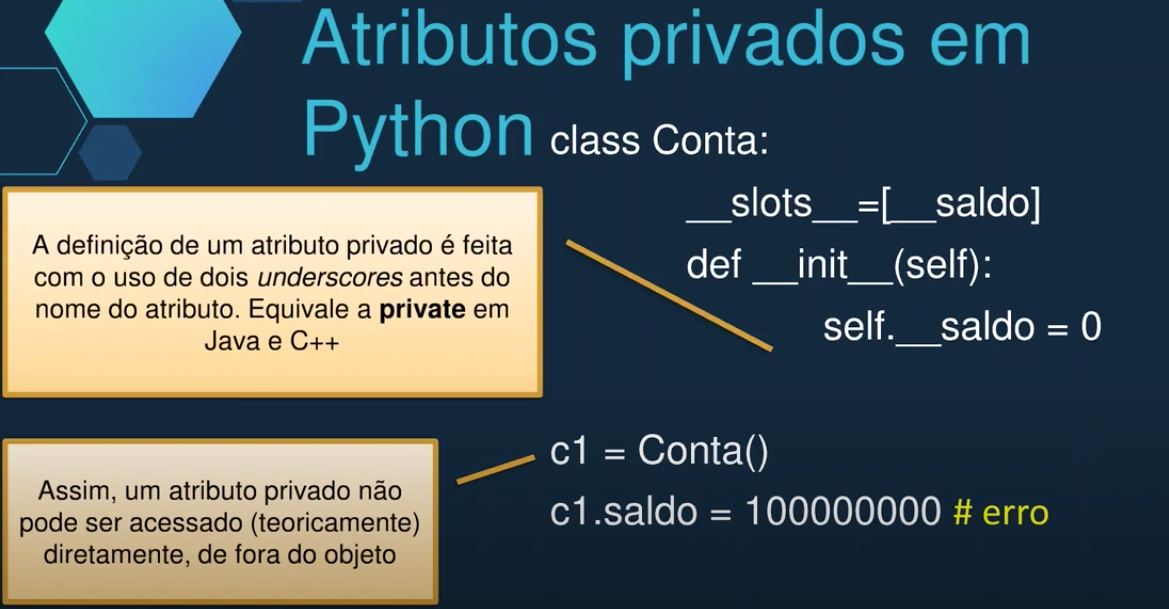 Atributos privados em
Python
class Conta:
__slots__=[__saldo]
def __init__(self):
self.__saldo = 0
A definição de um atributo privado é feita
com o uso de dois underscores antes do
nome do atributo. Equivale a private em
Java e C++
c1 = Conta()
c1.saldo = 100000000 # erro
Assim, um atributo privado não
pode ser acessado (teoricamente)
diretamente, de fora do objeto